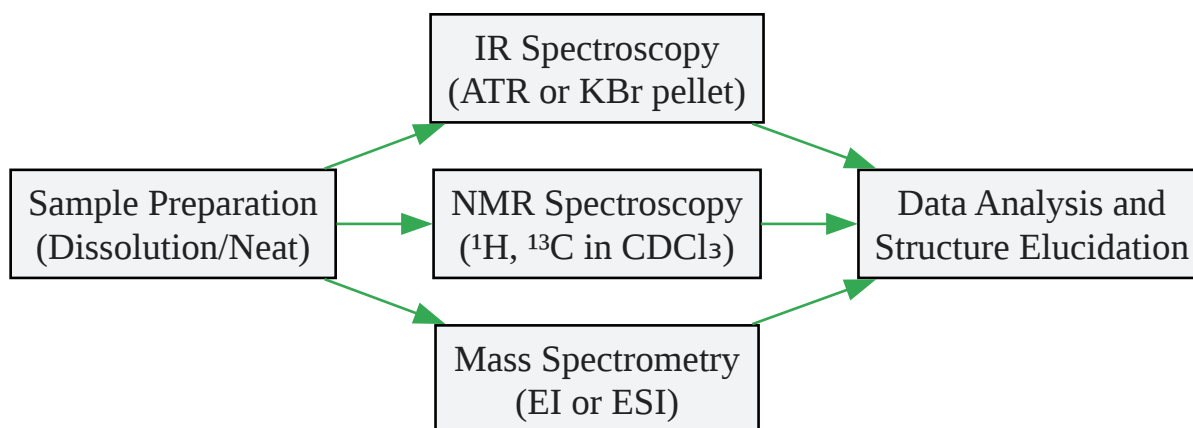 IR Spectroscopy
(ATR or KBr pellet)
Sample Preparation
(Dissolution/Neat)
NMR Spectroscopy
(¹H, ¹³C in CDCl₃)
Data Analysis and
Structure Elucidation
Mass Spectrometry
(EI or ESI)